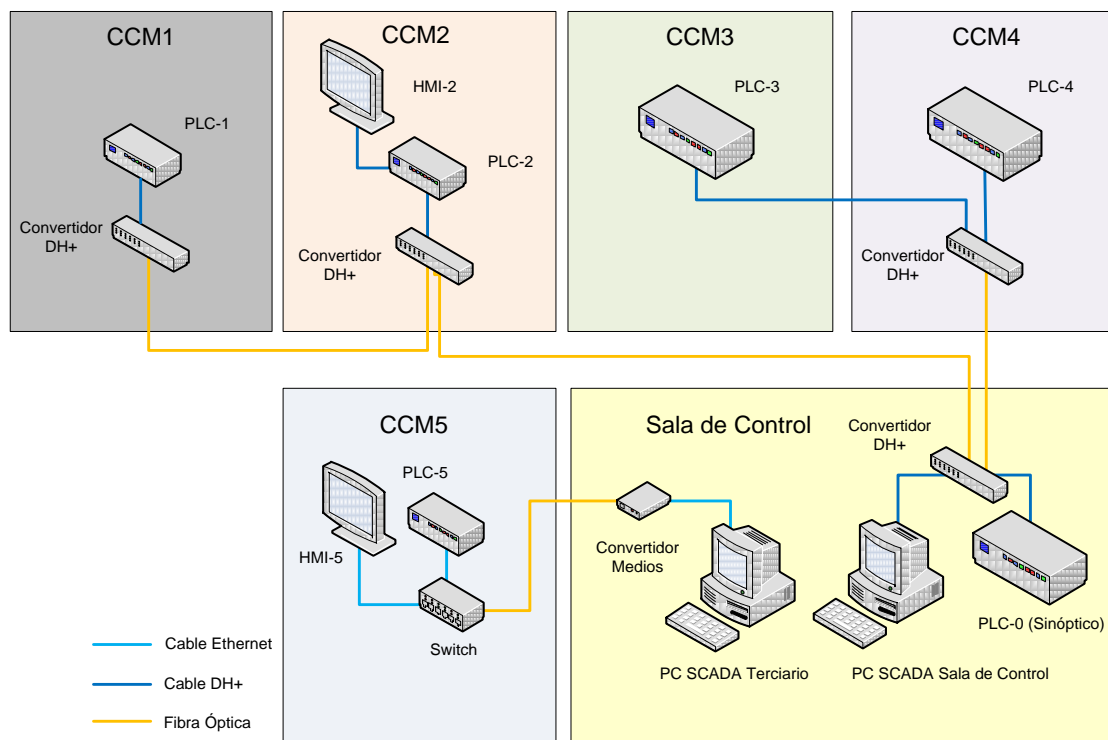 CCM1
CCM2
CCM3
CCM4
HMI-2
PLC-3
PLC-4
PLC-1
PLC-2
Convertidor
DH+
Convertidor
DH+
Convertidor
DH+
CCM5
Sala de Control
Convertidor
DH+
PLC-5
HMI-5
Convertidor
Medios
Switch
PLC-0 (Sinóptico)
PC SCADA Terciario
PC SCADA Sala de Control
Cable Ethernet
Cable DH+
Fibra Óptica